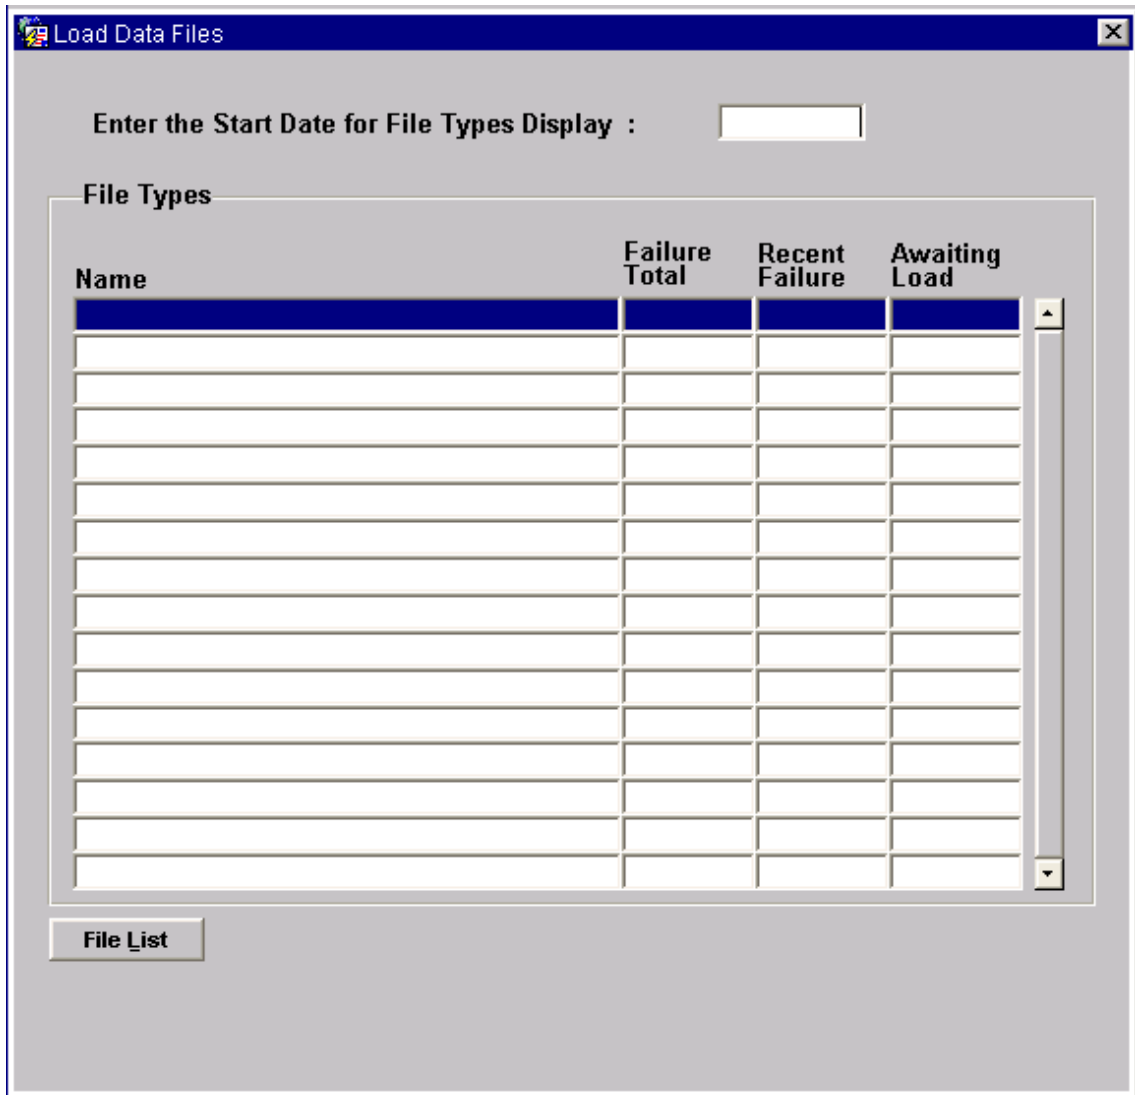 Load Data Files
Enter the Start Date for File Types Display :
File Types
Name
Failure Total
Recent Failure
Awaiting Load
File List